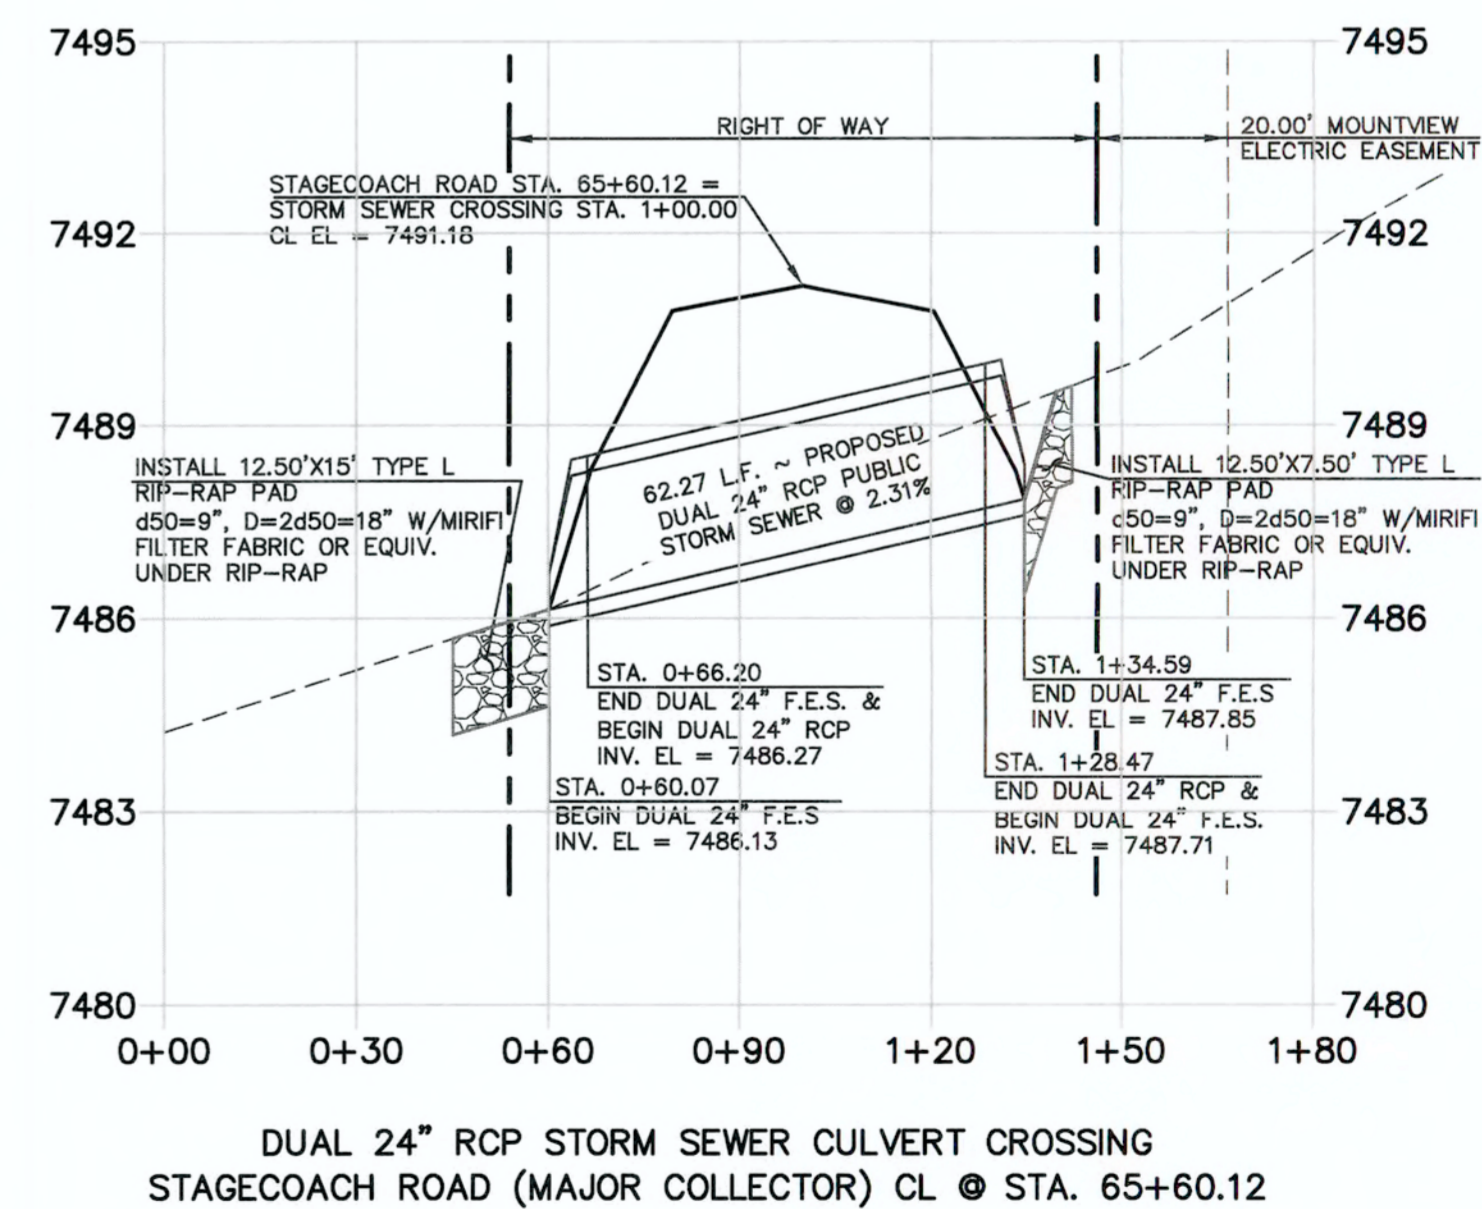 7495
7495
RIGHT OF WAY
20.00' MOUNTVIEW
ELECTRIC EASEMENT
STAGECOACH ROAD STA. 65+60.12 =
STORM SEWER CROSSING STA. 1+00.00
CL EL = 7491.18
7492
7492
7489
7489
62.27 L.F. ~ PROPOSED
DUAL 24" RCP PUBLIC
STORM SEWER @ 2.31%
INSTALL 12.50'X15' TYPE L
RIP-RAP PAD
d50=9", D=2d50=18" W/MIRIFI
FILTER FABRIC OR EQUIV.
UNDER RIP-RAP
INSTALL 12.50'X7.50' TYPE L
RIP-RAP PAD
d50=9", D=2d50=18" W/MIRIFI
FILTER FABRIC OR EQUIV.
UNDER RIP-RAP
7486
7486
STA. 0+66.20
END DUAL 24" F.E.S. &
BEGIN DUAL 24" RCP
INV. EL = 7486.27
STA. 1+34.59
END DUAL 24" F.E.S
INV. EL = 7487.85
STA. 0+60.07
BEGIN DUAL 24" F.E.S
INV. EL = 7486.13
STA. 1+28.47
END DUAL 24" RCP &
BEGIN DUAL 24" F.E.S.
INV. EL = 7487.71
7483
7483
7480
7480
0+00
0+30
0+60
0+90
1+20
1+50
1+80
DUAL 24" RCP STORM SEWER CULVERT CROSSING
STAGECOACH ROAD (MAJOR COLLECTOR) CL @ STA. 65+60.12